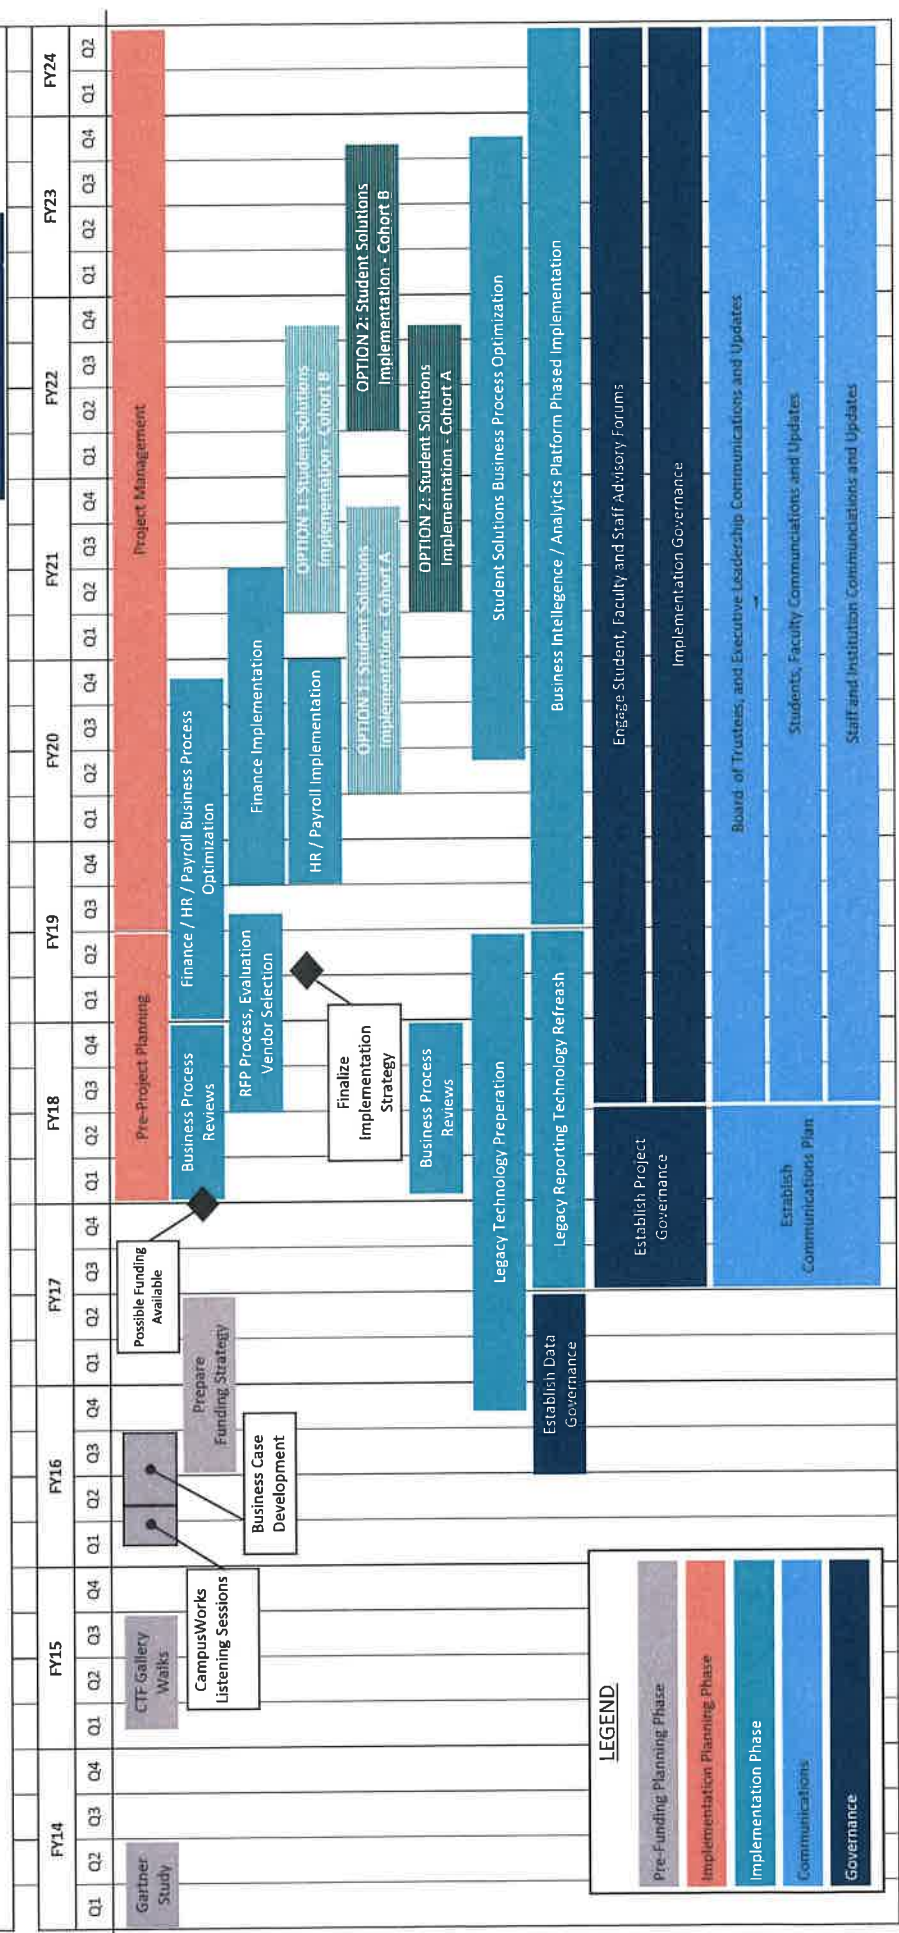 FY14
FY15
FY16
FY17
FY18
FY19
FY20
FY21
FY22
FY23
FY24
Q1
Q2
Q3
Q4
Q1
Q2
Q3
Q4
Q1
Q2
Q3
Q4
Q1
Q2
Q3
Q4
Q1
Q2
Q3
Q4
Q1
Q2
Q3
Q4
Q1
Q2
Q3
Q4
Q1
Q2
Q3
Q4
Q1
Q2
Q3
Q4
Q1
Q2
Q3
Q4
Q1
Q2
Gartner
Study
CTF Gallery
Walks
CampusWorks
Listening Sessions
Business Case
Development
Prepare
Funding Strategy
Possible Funding
Available
Pre-Project Planning
Project Management
Business Process
Reviews
Finance / HR / Payroll Business Process
Optimization
RFP Process, Evaluation
Vendor Selection
Finance Implementation
Finalize
Implementation
Strategy
HR / Payroll Implementation
OPTION 1: Student Solutions
Implementation - Cohort B
OPTION 1: Student Solutions
Implementation - Cohort A
OPTION 2: Student Solutions
Implementation - Cohort B
Business Process
Reviews
OPTION 2: Student Solutions
Implementation - Cohort A
Legacy Technology Preperation
Student Solutions Business Process Optimization
Establish Data
Governance
Legacy Reporting Technology Refreash
Business Intellegence / Analytics Platform Phased Implementation
Establish Project
Governance
Engage Student, Faculty and Staff Advisory Forums
Implementation Governance
Establish
Communications Plan
Board of Trustees, and Executive Leadership Communications and Updates
Students, Faculty Communciations and Updates
Staff and Institution Communciations and Updates
LEGEND
Pre-Funding Planning Phase
Implementation Planning Phase
Implementation Phase
Communications
Governance